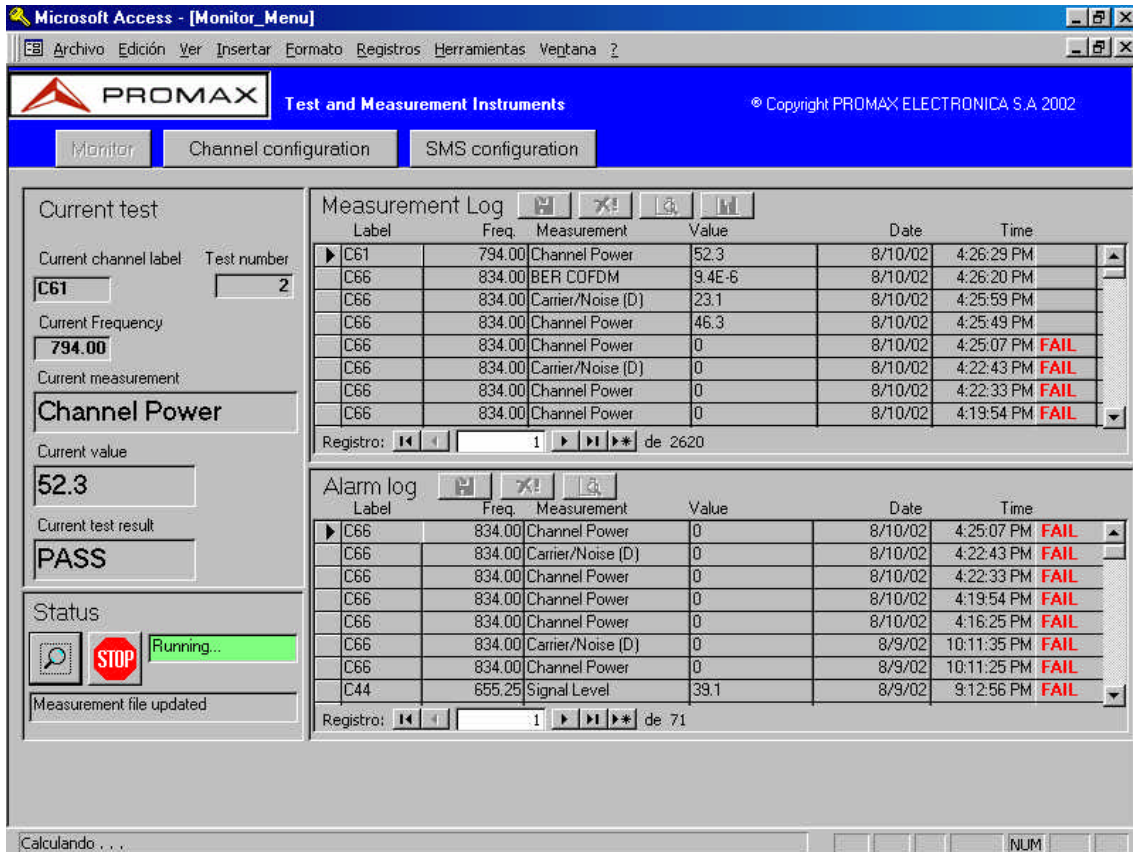 Microsoft Access - [Monitor_Menu]
Archivo Edición Ver Insertar Formato Registros Herramientas Ventana ?
PROMAX Test and Measurement Instruments ® Copyright PROMAX ELECTRONICA S.A 2002
Monitor Channel configuration SMS configuration
Current test
Current channel label Test number
C61 2
Current Frequency
794.00
Current measurement
Channel Power
Current value
52.3
Current test result
PASS
Status
STOP Running...
Measurement file updated
Measurement Log
Label Freq. Measurement Value Date Time
C61 794.00 Channel Power 52.3 8/10/02 4:26:29 PM
C66 834.00 BER COFDM 9.4E-6 8/10/02 4:26:20 PM
C66 834.00 Carrier/Noise (D) 23.1 8/10/02 4:25:59 PM
C66 834.00 Channel Power 46.3 8/10/02 4:25:49 PM
C66 834.00 Channel Power 0 8/10/02 4:25:07 PM FAIL
C66 834.00 Carrier/Noise (D) 0 8/10/02 4:22:43 PM FAIL
C66 834.00 Channel Power 0 8/10/02 4:22:33 PM FAIL
C66 834.00 Channel Power 0 8/10/02 4:19:54 PM FAIL
Registro: 1 de 2620
Alarm log
Label Freq. Measurement Value Date Time
C66 834.00 Channel Power 0 8/10/02 4:25:07 PM FAIL
C66 834.00 Carrier/Noise (D) 0 8/10/02 4:22:43 PM FAIL
C66 834.00 Channel Power 0 8/10/02 4:22:33 PM FAIL
C66 834.00 Channel Power 0 8/10/02 4:19:54 PM FAIL
C66 834.00 Channel Power 0 8/10/02 4:16:25 PM FAIL
C66 834.00 Carrier/Noise (D) 0 8/9/02 10:11:35 PM FAIL
C66 834.00 Channel Power 0 8/9/02 10:11:25 PM FAIL
C44 655.25 Signal Level 39.1 8/9/02 9:12:56 PM FAIL
Registro: 1 de 71
Calculando . . . NUM